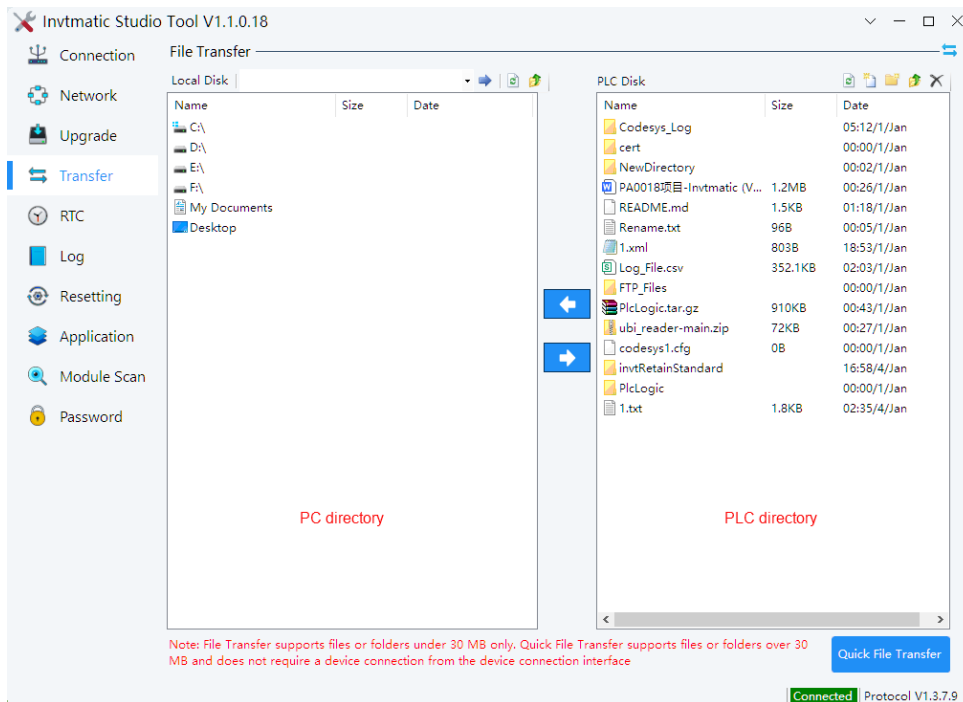 Invtmatic Studio Tool V1.1.0.18
Connection
Network
Upgrade
Transfer
RTC
Log
Resetting
Application
Module Scan
Password
File Transfer
Local Disk
Name Size Date
C:\
D:\
E:\
F:\
My Documents
Desktop
PC directory
PLC Disk
Name Size Date
Codesys_Log 05:12/1/Jan
cert 00:00/1/Jan
NewDirectory 00:02/1/Jan
PA0018项目-Invtmatic (V... 1.2MB 00:26/1/Jan
README.md 1.5KB 01:18/1/Jan
Rename.txt 96B 00:05/1/Jan
1.xml 803B 18:53/1/Jan
Log_File.csv 352.1KB 02:03/1/Jan
FTP_Files 00:00/1/Jan
PlcLogic.tar.gz 910KB 00:43/1/Jan
ubi_reader-main.zip 72KB 00:27/1/Jan
codesys1.cfg 0B 00:00/1/Jan
invtRetainStandard 16:58/4/Jan
PlcLogic 00:00/1/Jan
1.txt 1.8KB 02:35/4/Jan
PLC directory
Note: File Transfer supports files or folders under 30 MB only. Quick File Transfer supports files or folders over 30
MB and does not require a device connection from the device connection interface
Quick File Transfer
Connected Protocol V1.3.7.9